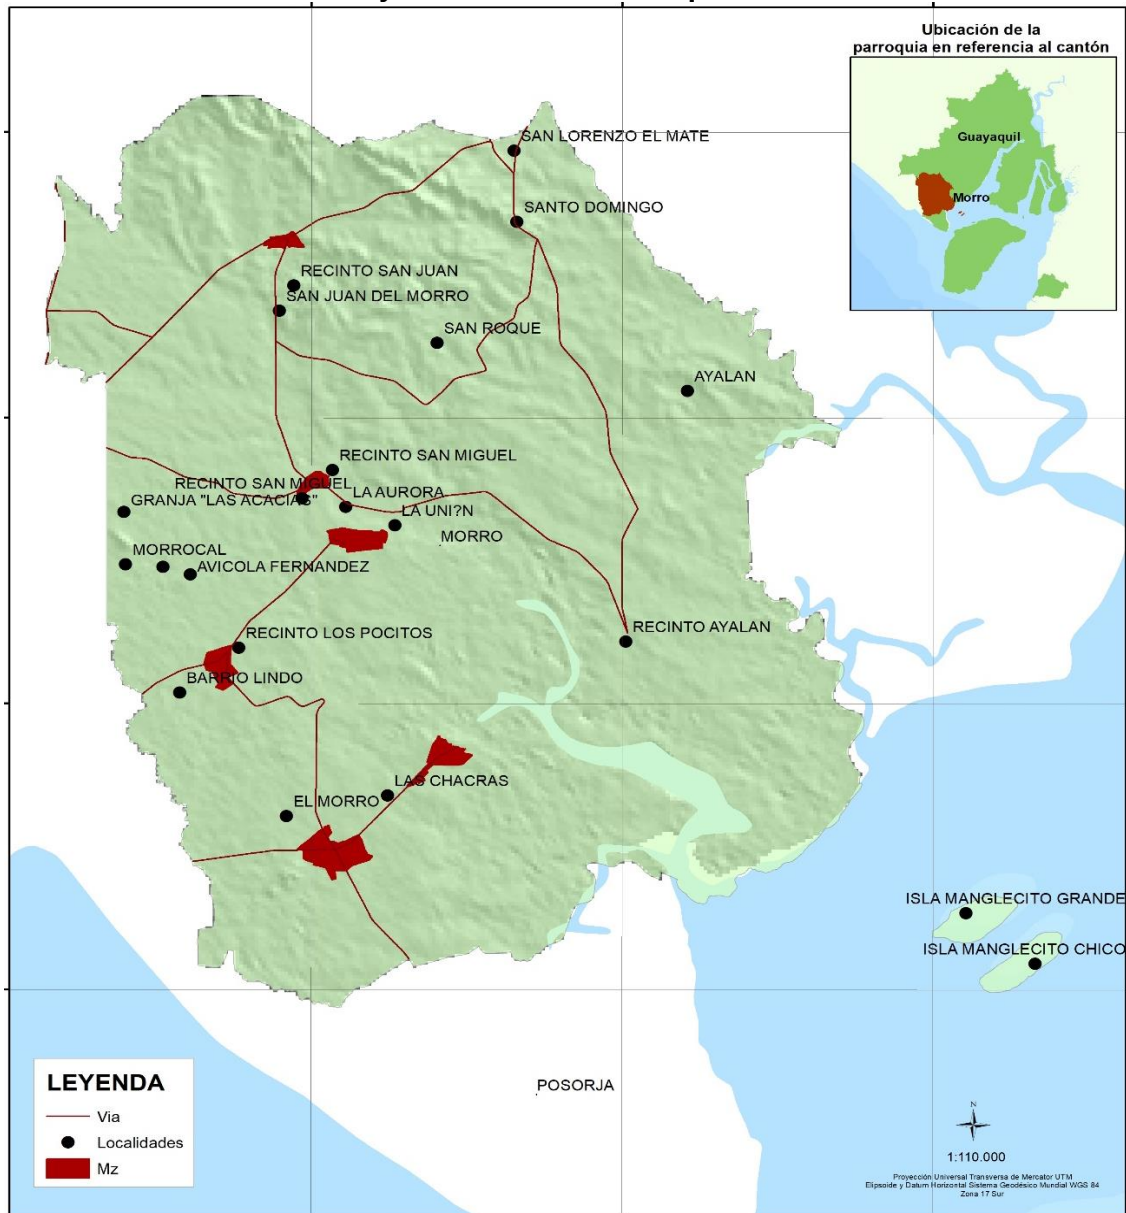 Ubicación de la
parroquia en referencia al cantón
Guayaquil
Morro
SAN LORENZO EL MATE
SANTO DOMINGO
RECINTO SAN JUAN
SAN JUAN DEL MORRO
SAN ROQUE
AYALAN
RECINTO SAN MIGUEL
RECINTO SAN MIGUEL
GRANJA "LAS ACACIAS"
LA AURORA
LA UNI?N
MORRO
MORROCAL
AVICOLA FERNANDEZ
RECINTO LOS POCITOS
RECINTO AYALAN
BARRIO LINDO
LAS CHACRAS
EL MORRO
ISLA MANGLECITO GRANDE
ISLA MANGLECITO CHICO
POSORJA
LEYENDA
Via
Localidades
Mz
N
1:110.000
Proyección Universal Transversa de Mercator UTM
Elipsoide y Datum Horizontal Sistema Geodésico Mundial WGS 84
Zona 17 Sur